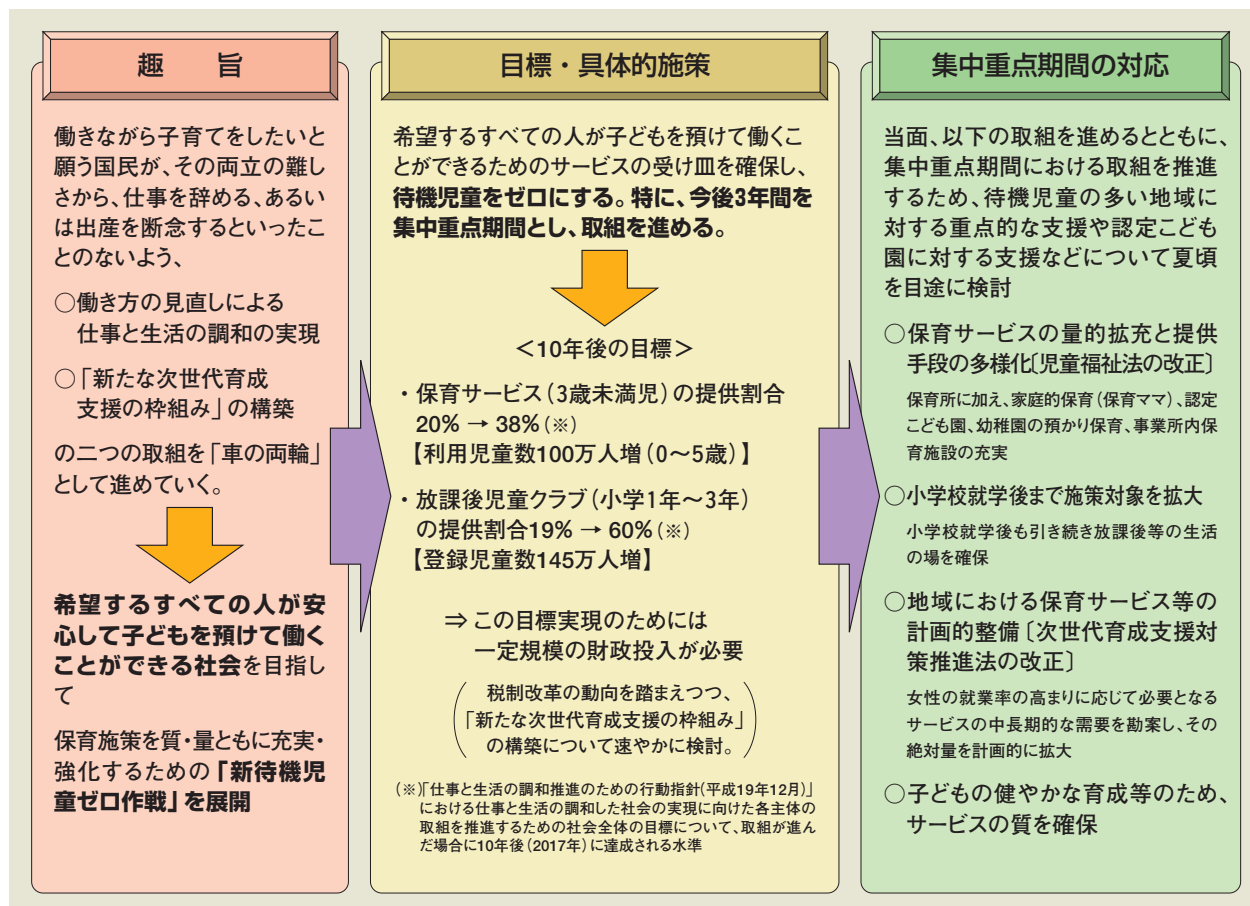 趣　旨
働きながら子育てをしたいと
願う国民が、その両立の難し
さから、仕事を辞める、あるい
は出産を断念するといったこ
とのないよう、
○働き方の見直しによる
仕事と生活の調和の実現
○「新たな次世代育成
支援の枠組み」の構築
の二つの取組を「車の両輪」
として進めていく。
希望するすべての人が安
心して子どもを預けて働く
ことができる社会を目指し
て
保育施策を質・量ともに充実・
強化するための「新待機児
童ゼロ作戦」を展開
目標・具体的施策
希望するすべての人が子どもを預けて働くこ
とができるためのサービスの受け皿を確保し、
待機児童をゼロにする。特に、今後3年間を
集中重点期間とし、取組を進める。
＜10年後の目標＞
・保育サービス（3歳未満児）の提供割合
20% → 38%（※）
【利用児童数100万人増（0〜5歳）】
・放課後児童クラブ（小学1年〜3年）
の提供割合19% → 60%（※）
【登録児童数145万人増】
⇒ この目標実現のためには
一定規模の財政投入が必要
税制改革の動向を踏まえつつ、
「新たな次世代育成支援の枠組み」
の構築について速やかに検討。
（※）「仕事と生活の調和推進のための行動指針（平成19年12月）」
における仕事と生活の調和した社会の実現に向けた各主体の
取組を推進するための社会全体の目標について、取組が進ん
だ場合に10年後（2017年）に達成される水準
集中重点期間の対応
当面、以下の取組を進めるとともに、
集中重点期間における取組を推進
するため、待機児童の多い地域に
対する重点的な支援や認定こども
園に対する支援などについて夏頃
を目途に検討
○保育サービスの量的拡充と提供
手段の多様化〔児童福祉法の改正〕
保育所に加え、家庭的保育（保育ママ）、認定
こども園、幼稚園の預かり保育、事業所内保
育施設の充実
○小学校就学後まで施策対象を拡大
小学校就学後も引き続き放課後等の生活
の場を確保
○地域における保育サービス等の
計画的整備〔次世代育成支援対
策推進法の改正〕
女性の就業率の高まりに応じて必要となる
サービスの中長期的な需要を勘案し、その
絶対量を計画的に拡大
○子どもの健やかな育成等のため、
サービスの質を確保